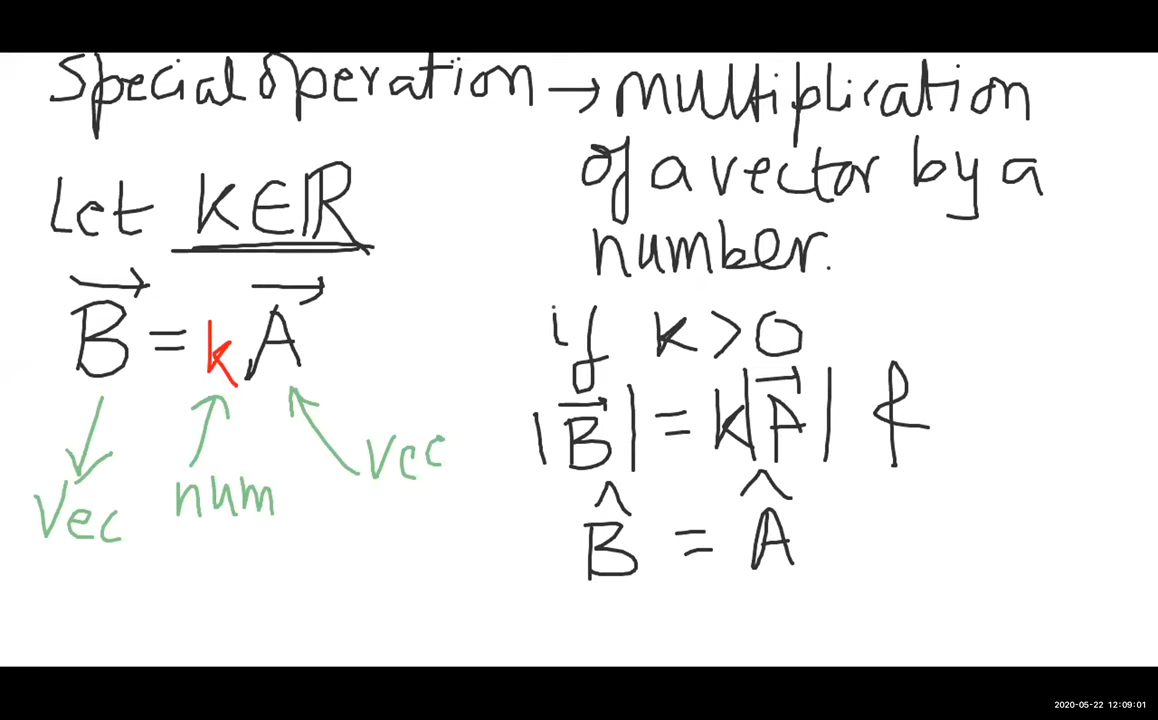 Special operation → multiplication
of a vector by a
number.
Let K∈ℝ
B⃗ = k A⃗
Vec
num
Vec
if K > 0
|B⃗| = k|A⃗| &
B̂ = Â
2020-05-22 12:09:01